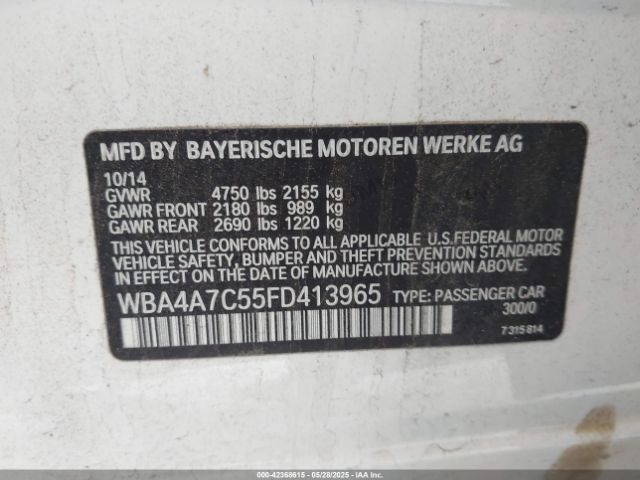 MFD BY BAYERISCHE MOTOREN WERKE AG
10/14
GVWR 4750 lbs 2155 kg
GAWR FRONT 2180 lbs 989 kg
GAWR REAR 2690 lbs 1220 kg
THIS VEHICLE CONFORMS TO ALL APPLICABLE U.S.FEDERAL MOTOR
VEHICLE SAFETY, BUMPER AND THEFT PREVENTION STANDARDS
IN EFFECT ON THE DATE OF MANUFACTURE SHOWN ABOVE.
WBA4A7C55FD413965 TYPE: PASSENGER CAR
300/0
7315814
000-42368615 - 05/28/2025 - IAAI, Inc.